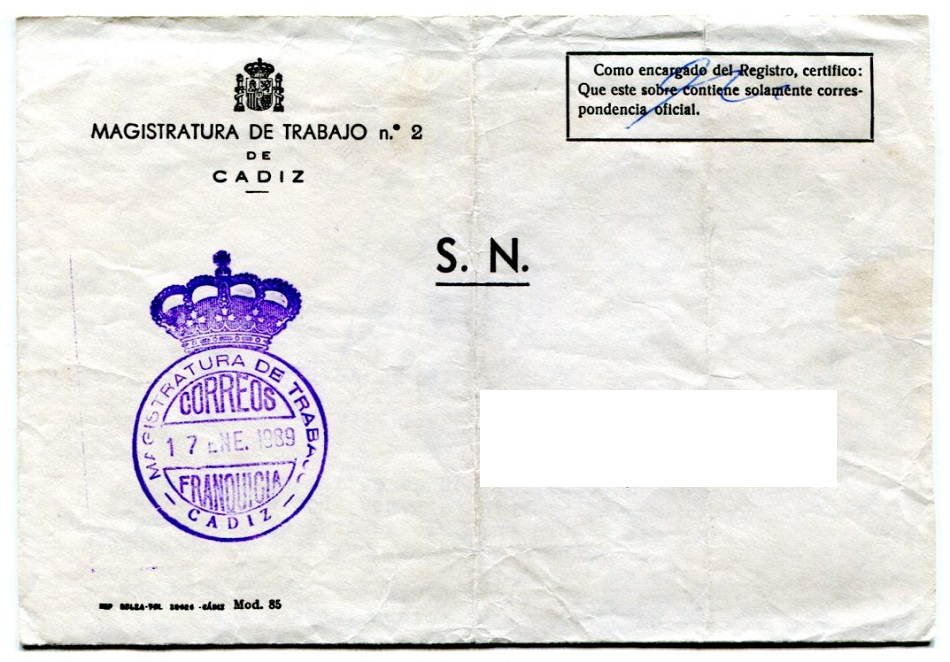 MAGISTRATURA DE TRABAJO n.º 2
DE
CADIZ
Como encargado del Registro, certifico:
Que este sobre contiene solamente corres-
pondencia oficial.
S. N.
MAGISTRATURA DE TRABAJO
CORREOS
17 ENE. 1989
FRANQUICIA
CADIZ
Mod. 85